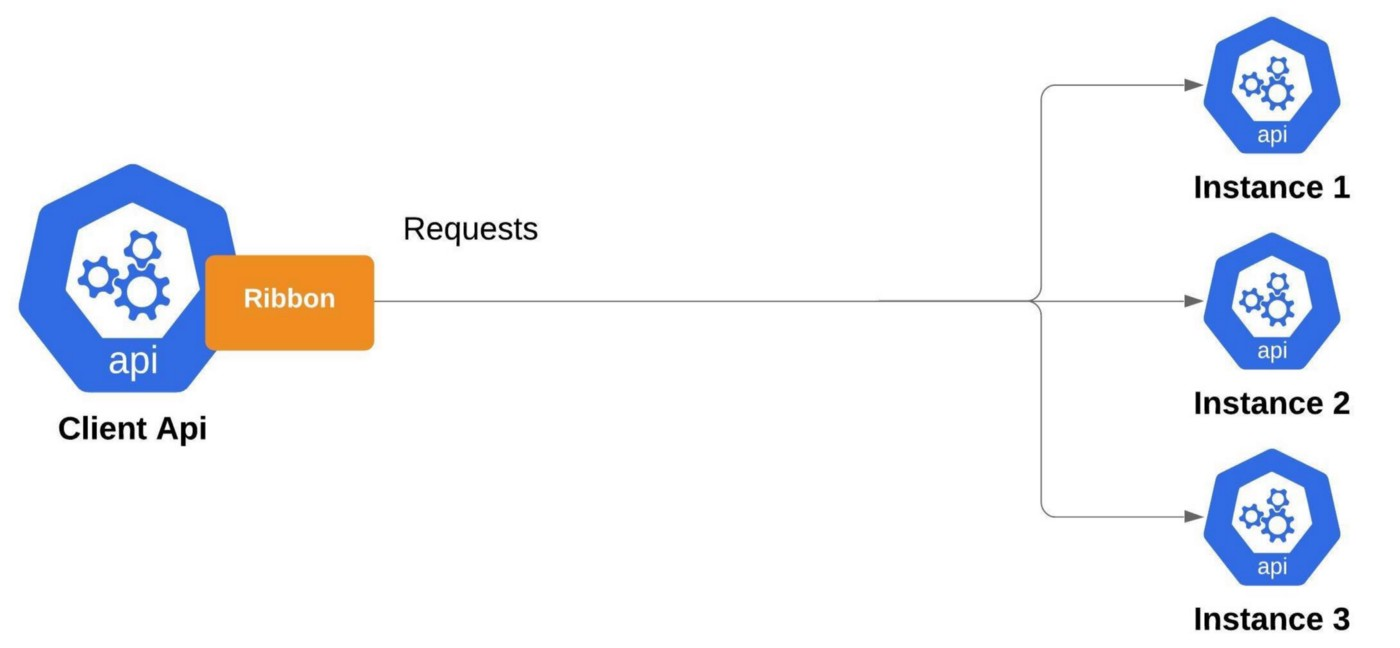 api
Client Api
Ribbon
Requests
api
Instance 1
api
Instance 2
api
Instance 3